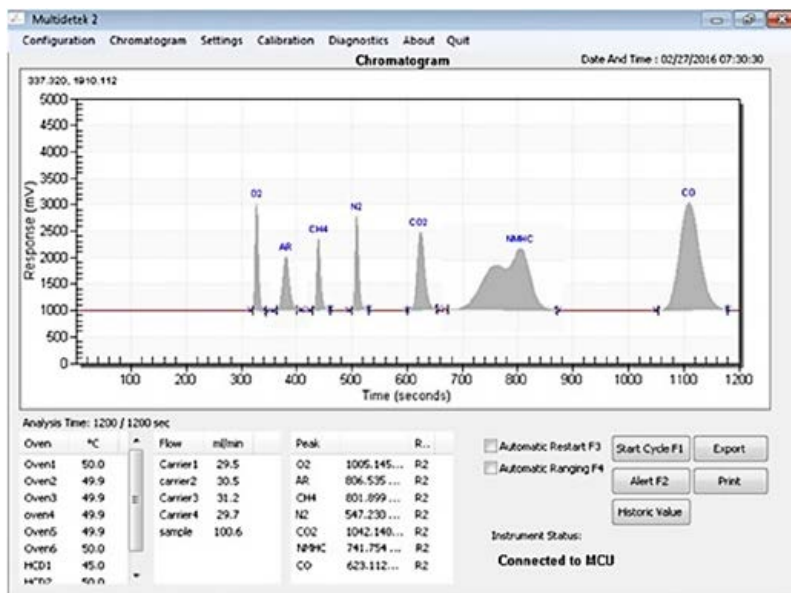 Multidetek 2
Configuration Chromatogram Settings Calibration Diagnostics About Quit
Chromatogram
Date And Time : 02/27/2016 07:30:30
337.320, 1910.112
Response (mV)
5000
4500
4000
3500
3000
2500
2000
1500
1000
500
0
O2
AR
CH4
N2
CO2
NMHC
CO
100 200 300 400 500 600 700 800 900 1000 1100 1200
Time (seconds)
Analysis Time: 1200 / 1200 sec
Oven °C
Oven1 50.0
Oven2 49.9
Oven3 49.9
oven4 49.9
Oven5 49.9
Oven6 50.0
HCD1 45.0
HCD2 50.0
Flow ml/min
Carrier1 29.5
carrier2 30.5
Carrier3 31.2
Carrier4 29.7
sample 100.6
Peak R..
O2 1005.145... R2
AR 806.535 ... R2
CH4 801.899 ... R2
N2 547.230 ... R2
CO2 1042.140... R2
NMHC 741.754 ... R2
CO 623.112... R2
Automatic Restart F3
Automatic Ranging F4
Start Cycle F1
Export
Alert F2
Print
Historic Value
Instrument Status:
Connected to MCU